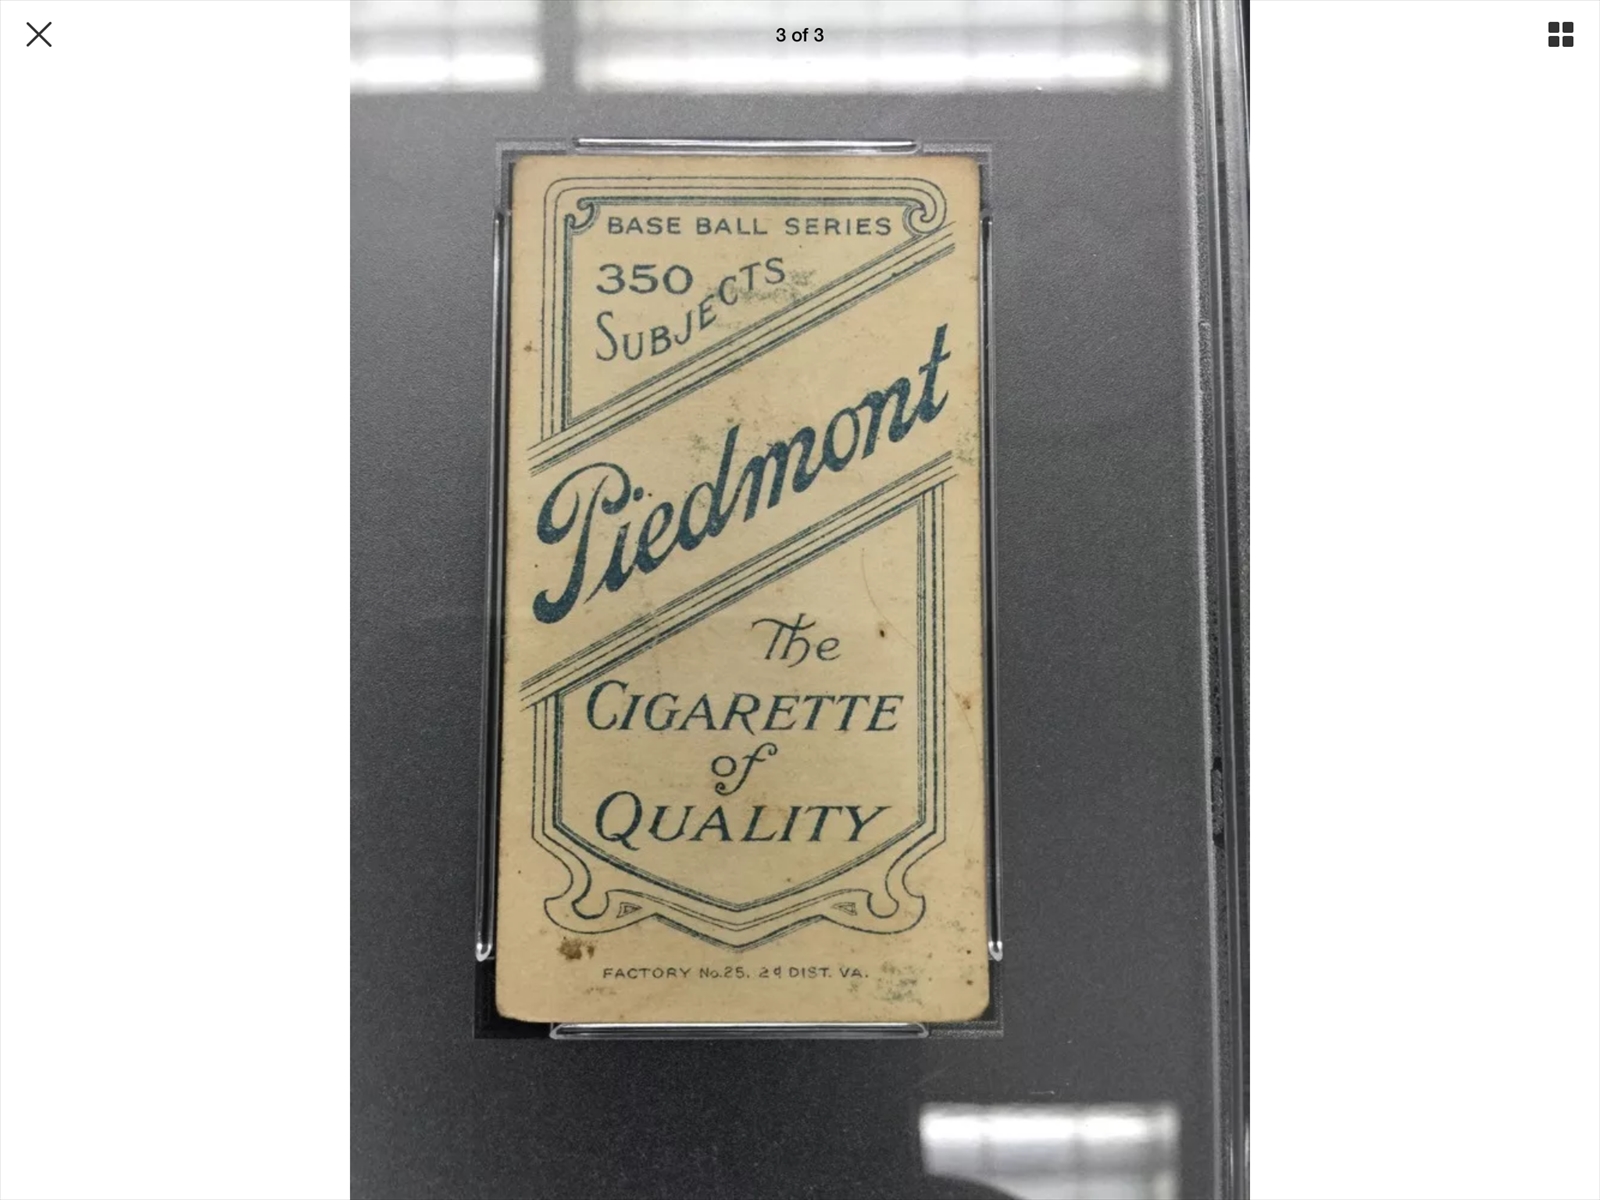 3 of 3
BASE BALL SERIES
350
SUBJECTS
Piedmont
The
CIGARETTE
of
QUALITY
FACTORY No. 25. 2d DIST. VA.